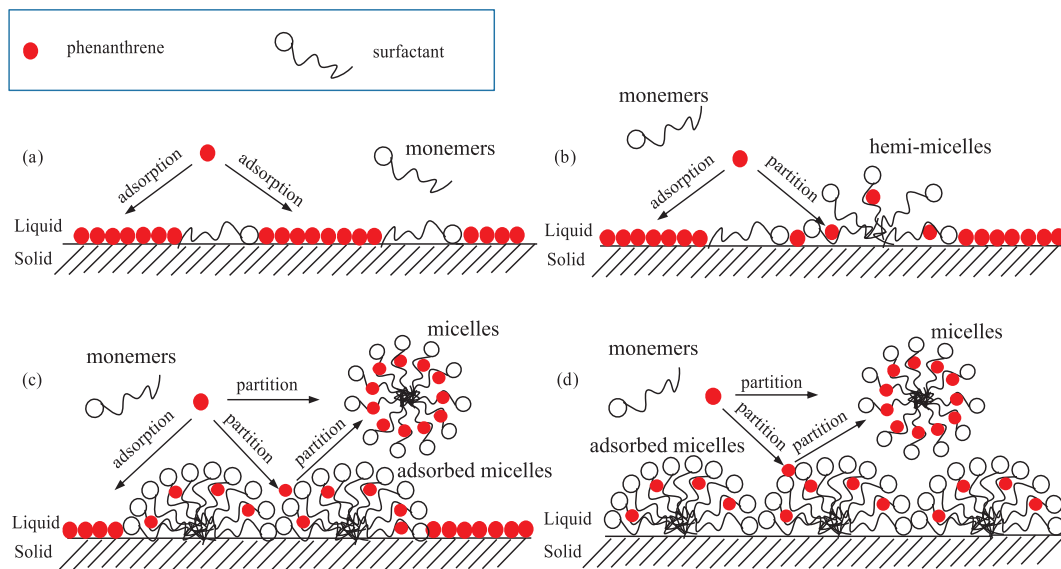 phenanthrene
surfactant
(a)
adsorption
adsorption
monemers
Liquid
Solid
(b)
monemers
adsorption
partition
hemi-micelles
Liquid
Solid
(c)
monemers
adsorption
partition
partition
partition
micelles
adsorbed micelles
Liquid
Solid
(d)
monemers
partition
partition
partition
micelles
adsorbed micelles
Liquid
Solid